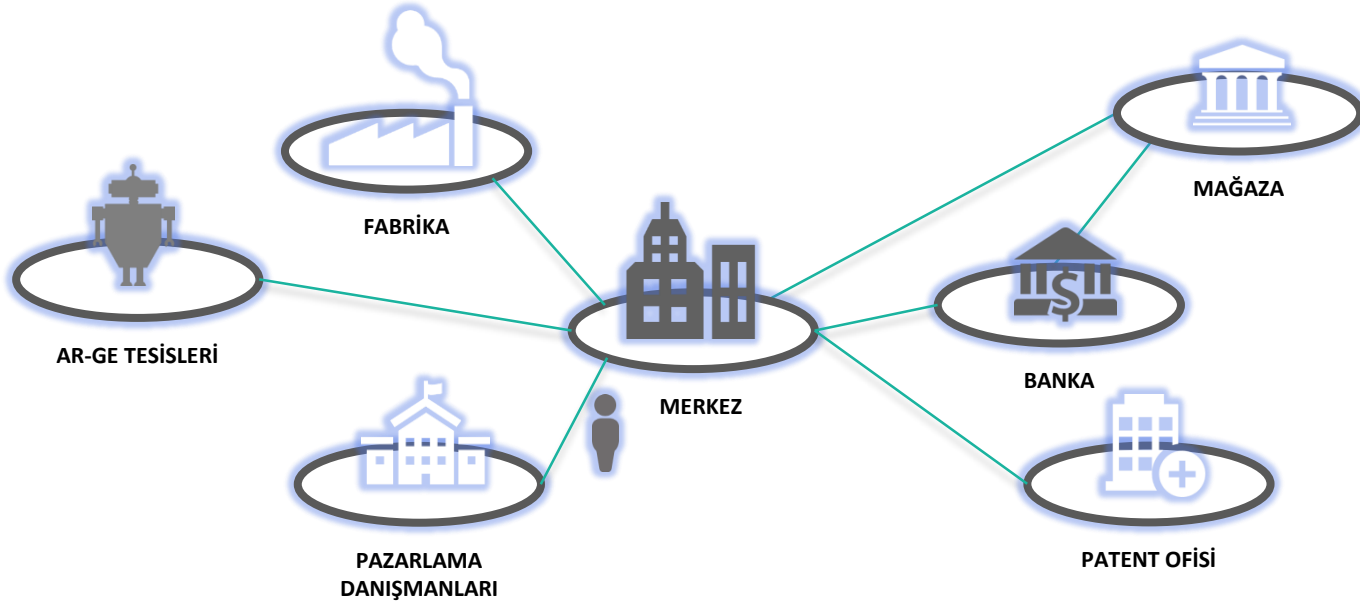 MAĞAZA
FABRİKA
AR-GE TESİSLERİ
BANKA
MERKEZ
PAZARLAMA
DANIŞMANLARI
PATENT OFİSİ